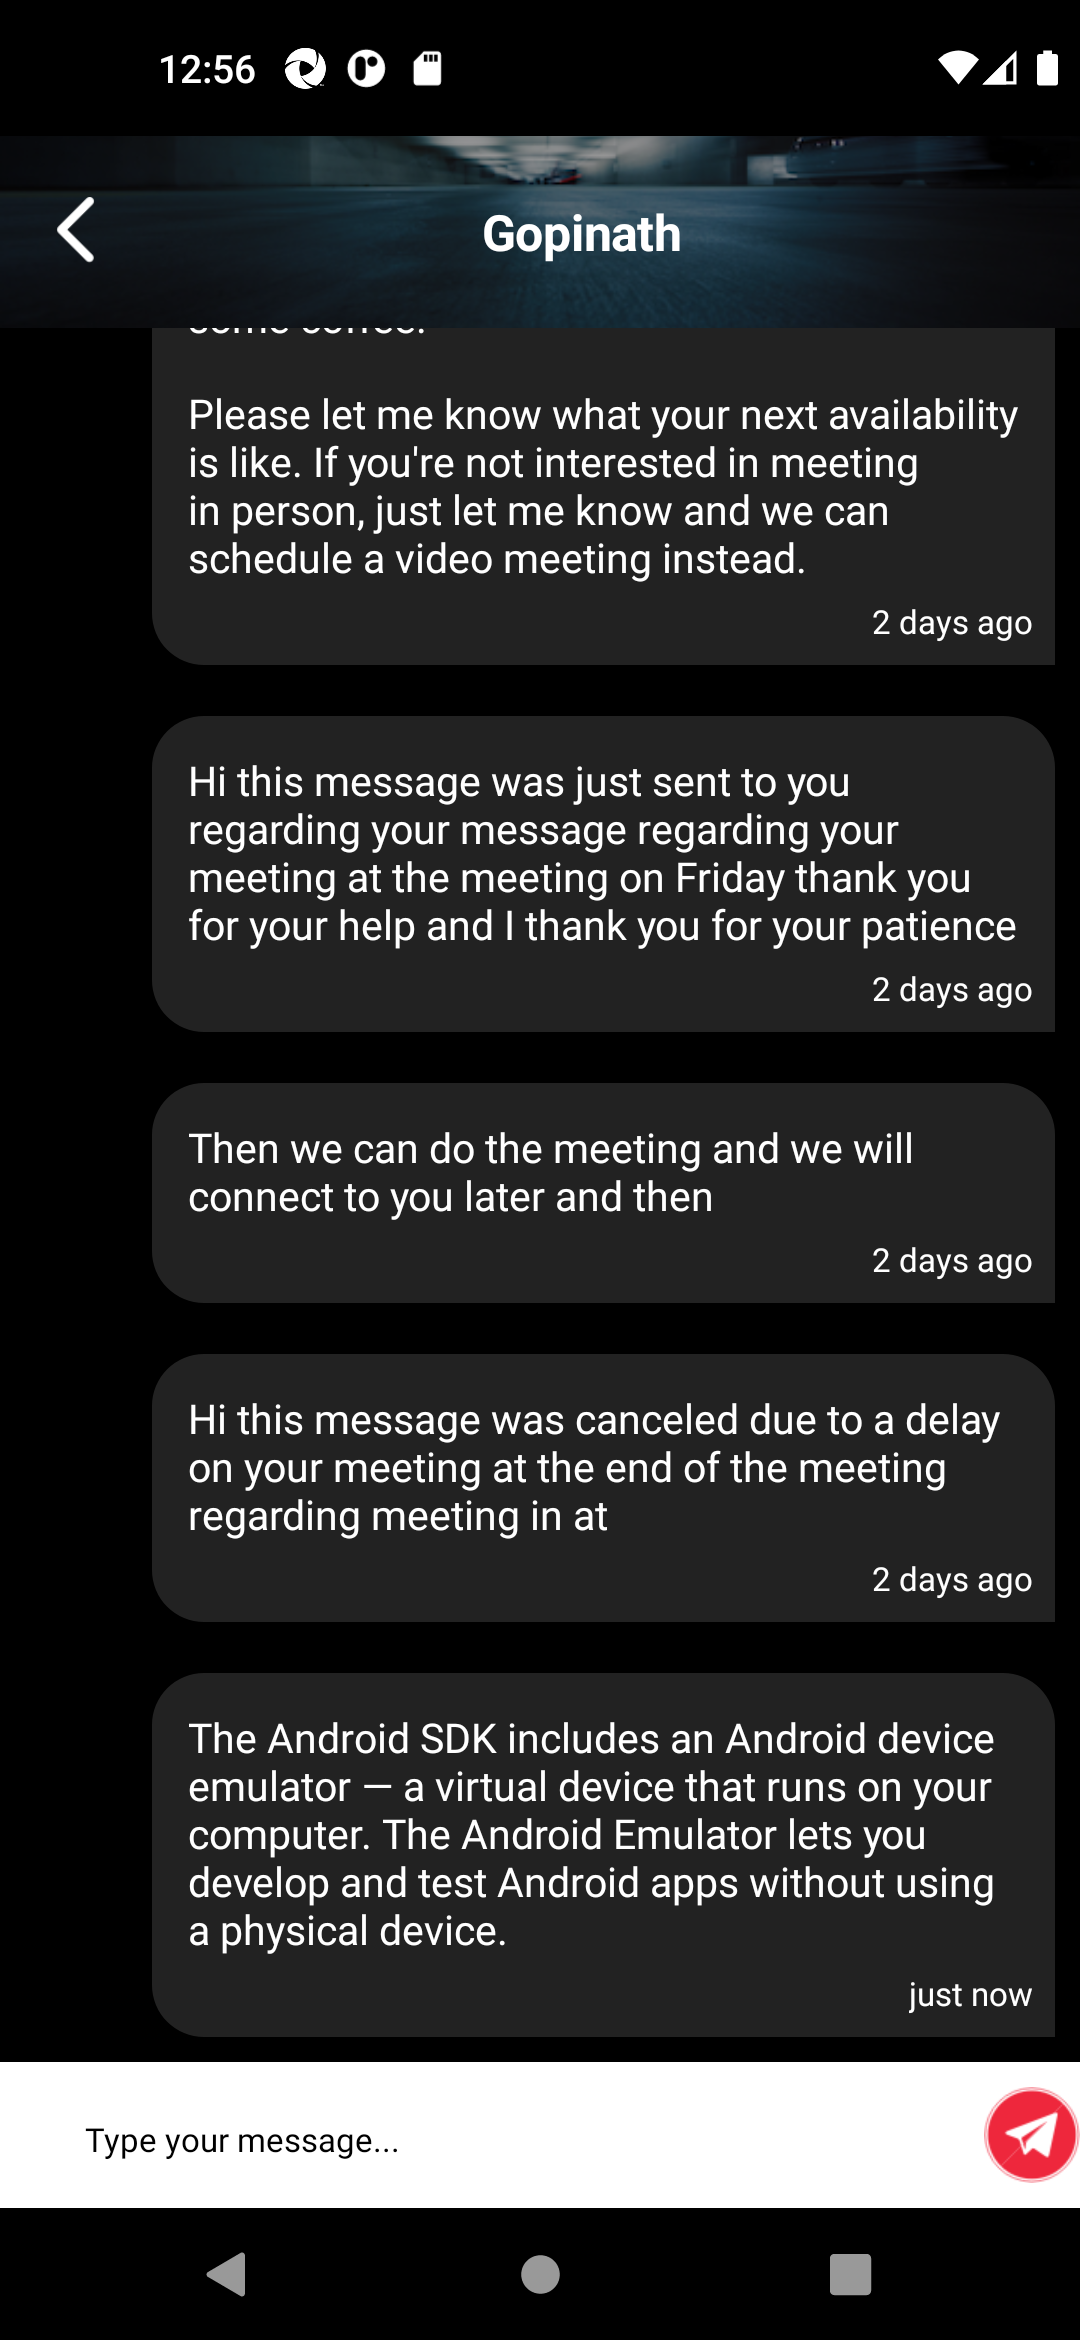 12:56
Gopinath
some coffee.
Please let me know what your next availability
is like. If you're not interested in meeting
in person, just let me know and we can
schedule a video meeting instead.
2 days ago
Hi this message was just sent to you
regarding your message regarding your
meeting at the meeting on Friday thank you
for your help and I thank you for your patience
2 days ago
Then we can do the meeting and we will
connect to you later and then
2 days ago
Hi this message was canceled due to a delay
on your meeting at the end of the meeting
regarding meeting in at
2 days ago
The Android SDK includes an Android device
emulator — a virtual device that runs on your
computer. The Android Emulator lets you
develop and test Android apps without using
a physical device.
just now
Type your message...